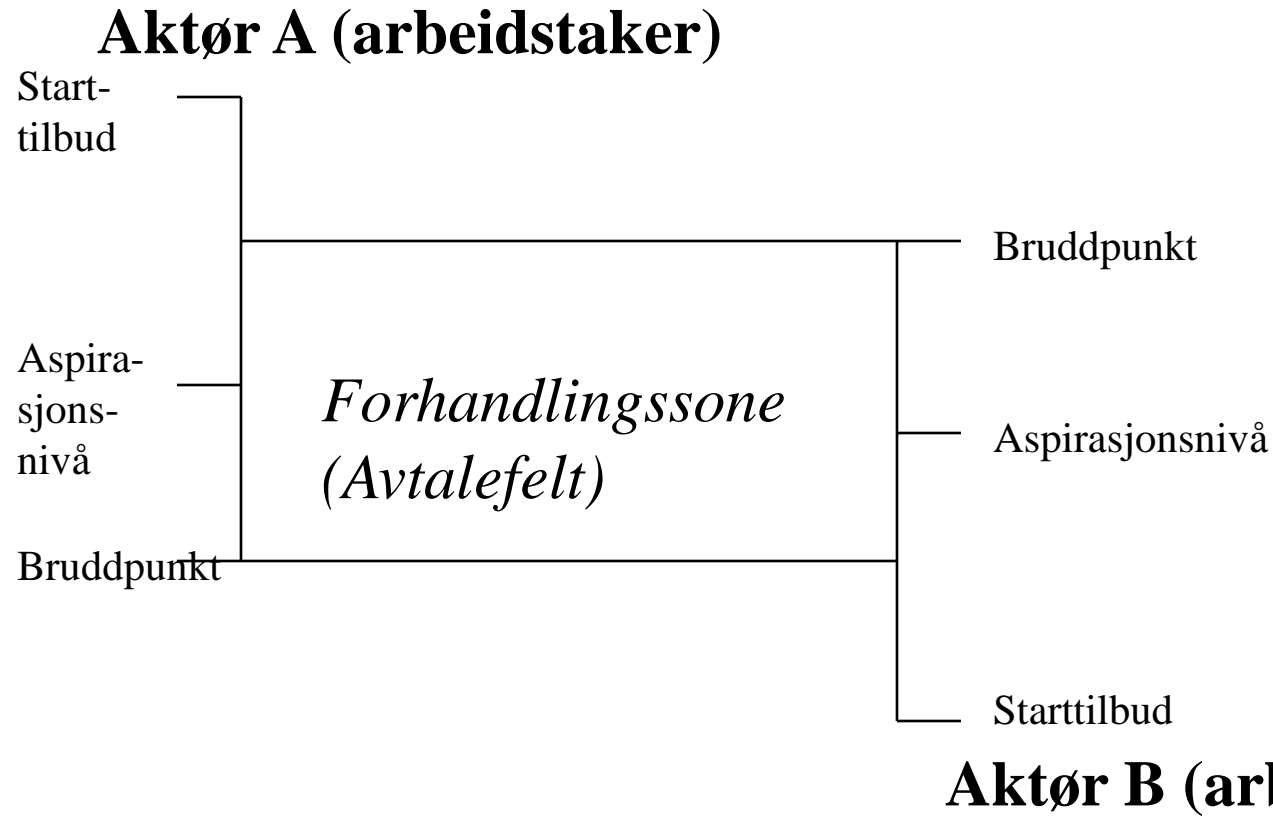 Aktør A (arbeidstaker)
Start-
tilbud
Bruddpunkt
Aspira-
sjons-
nivå
Forhandlingssone
(Avtalefelt)
Aspirasjonsnivå
Bruddpunkt
Starttilbud
Aktør B